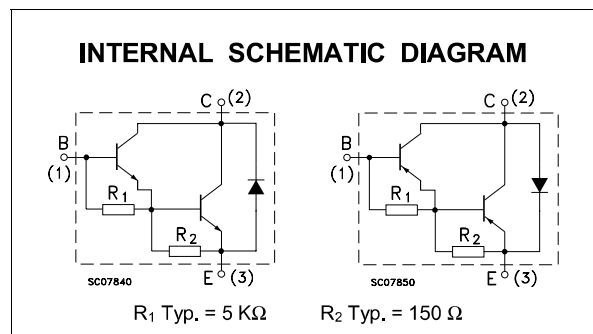 INTERNAL SCHEMATIC DIAGRAM
C (2)
B
(1)
R1
R2
E (3)
SC07840
C (2)
B
(1)
R1
R2
E (3)
SC07850
R1 Typ. = 5 KΩ R2 Typ. = 150 Ω